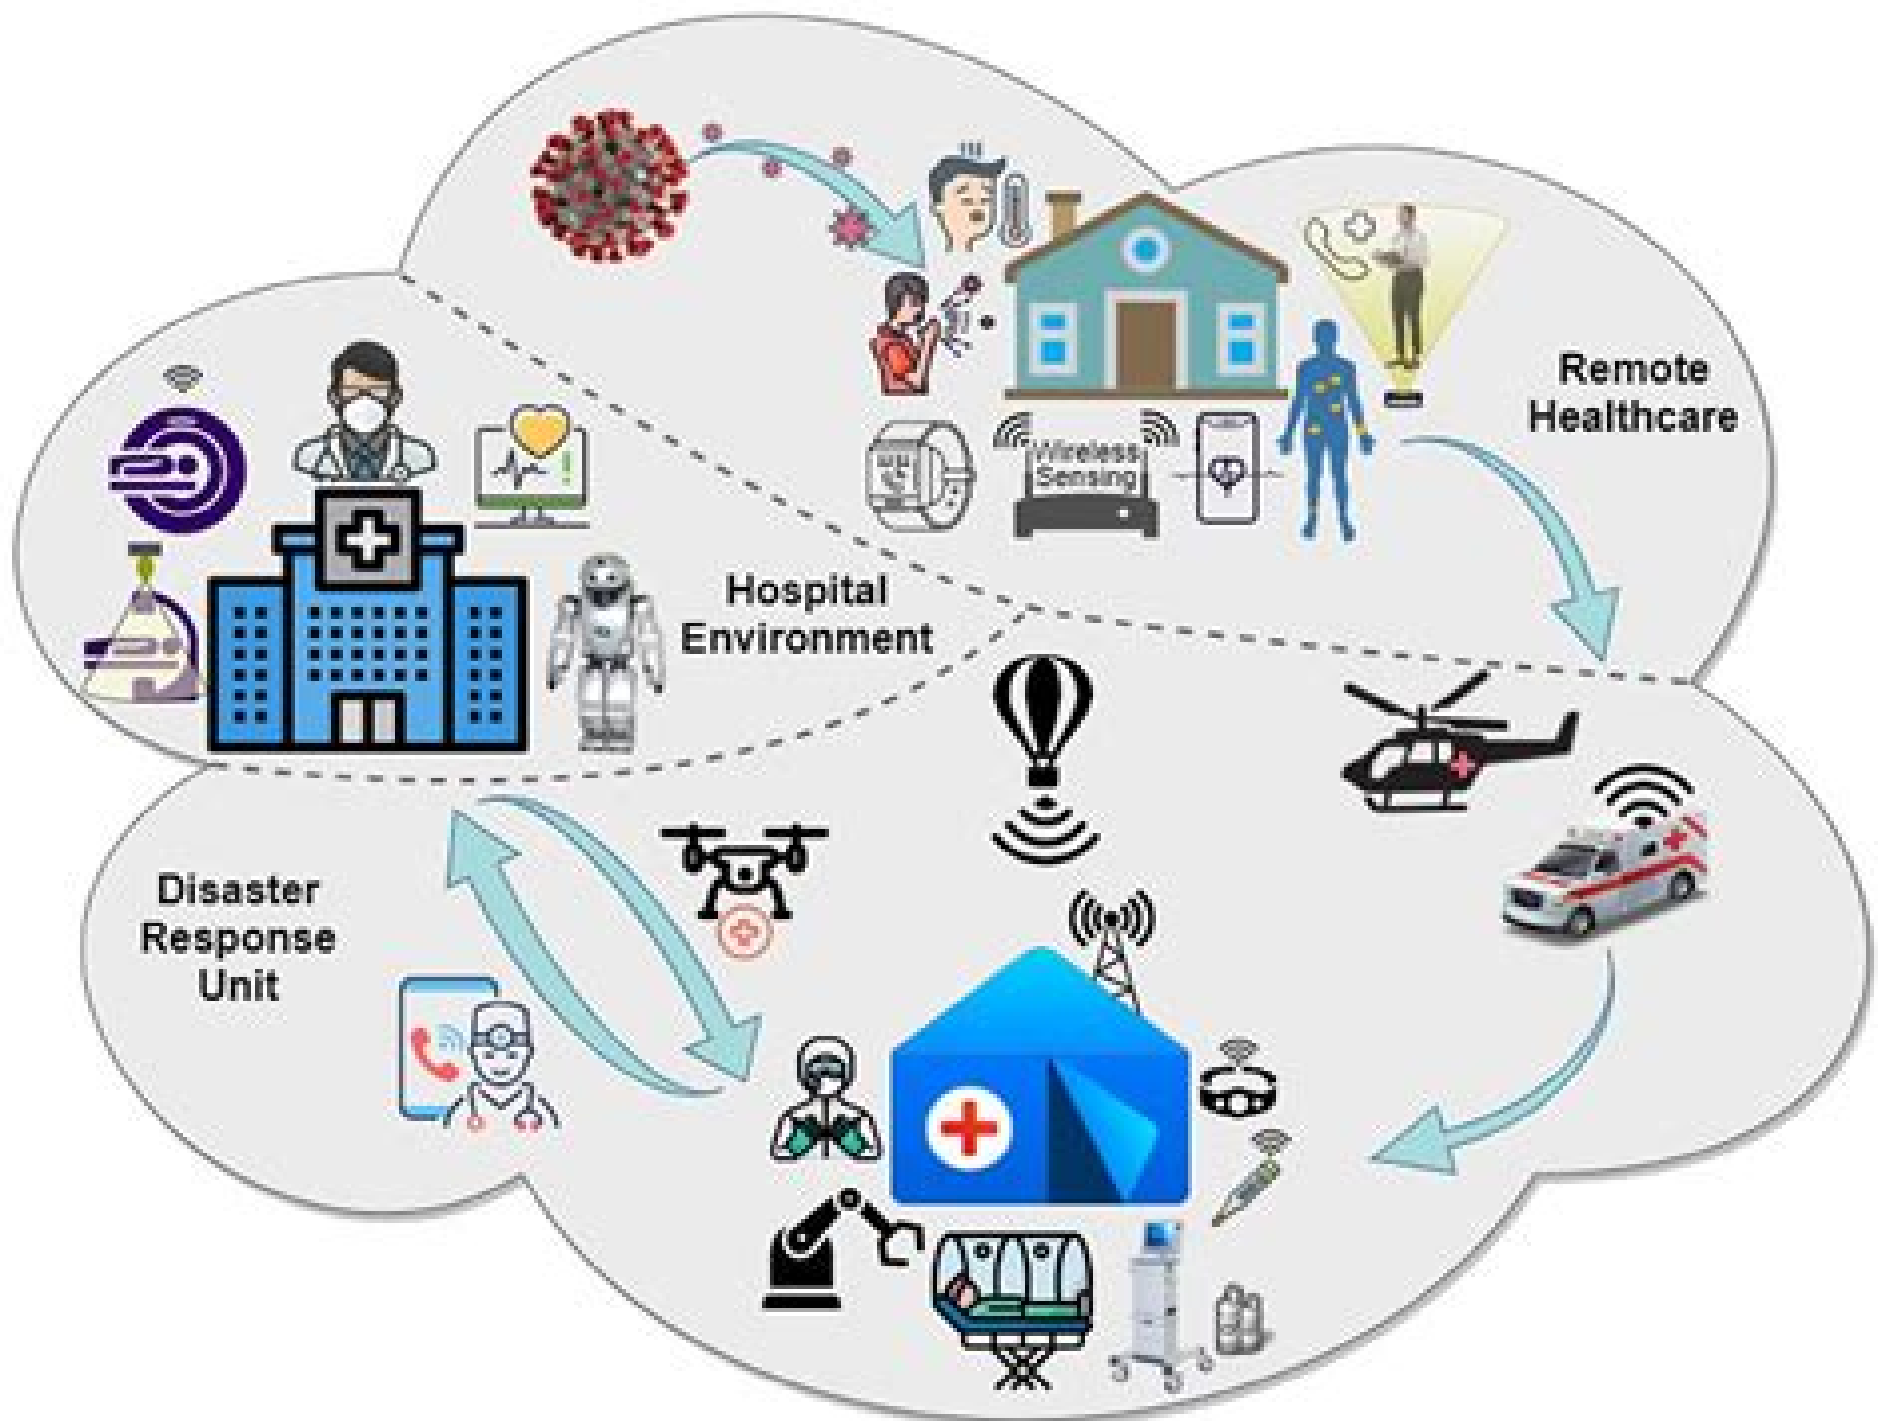 Remote
Healthcare
Wireless
Sensing
Hospital
Environment
Disaster
Response
Unit